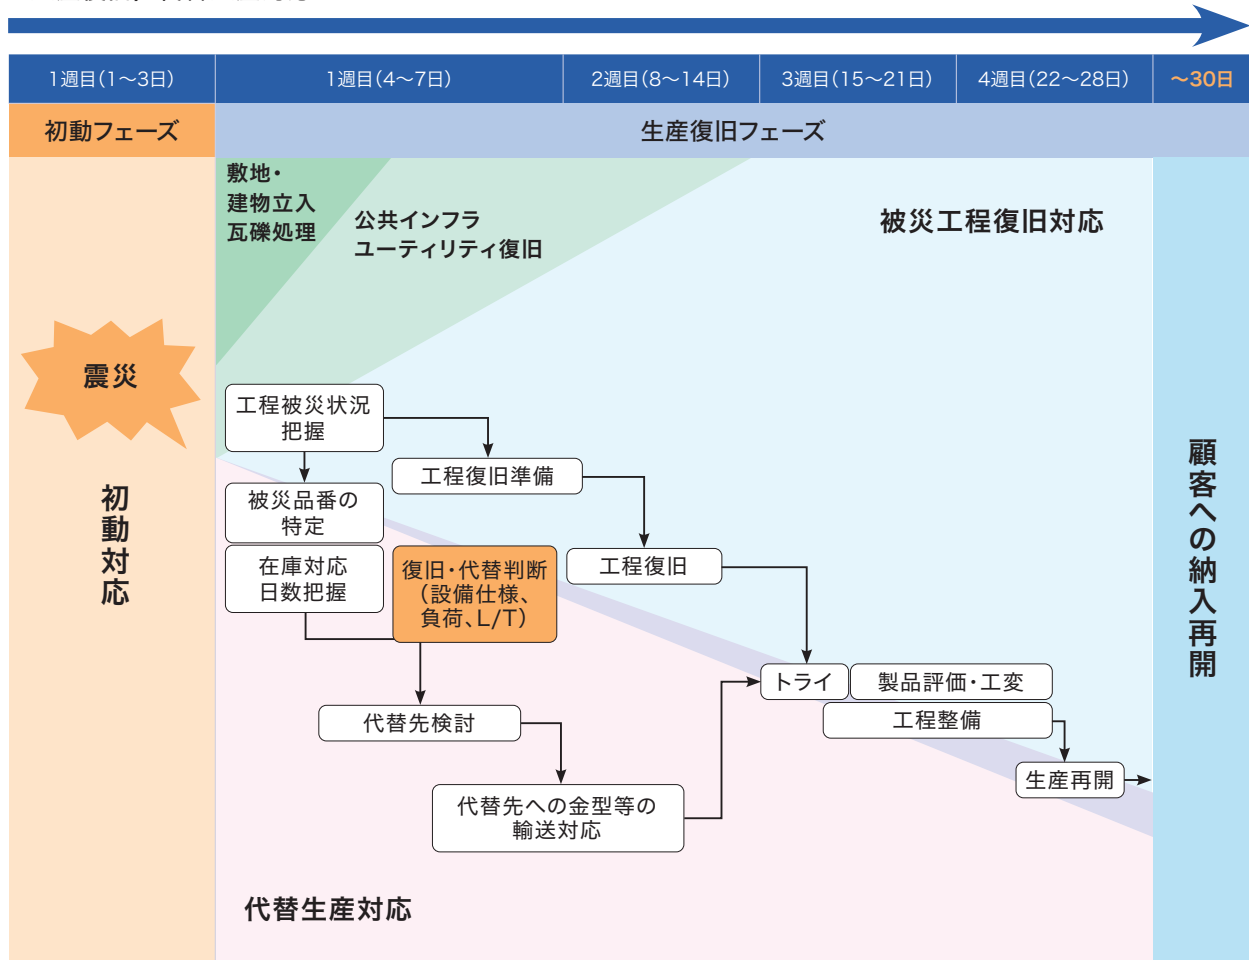 1週目(1～3日)
1週目(4～7日)
2週目(8～14日)
3週目(15～21日)
4週目(22～28日)
～30日
初動フェーズ
生産復旧フェーズ
敷地・
建物立入
瓦礫処理
公共インフラ
ユーティリティ復旧
被災工程復旧対応
震災
初動対応
工程被災状況
把握
工程復旧準備
被災品番の
特定
在庫対応
日数把握
復旧・代替判断
(設備仕様、
負荷、L/T)
工程復旧
代替先検討
トライ
製品評価・工変
工程整備
代替先への金型等の
輸送対応
生産再開
顧客への納入再開
代替生産対応